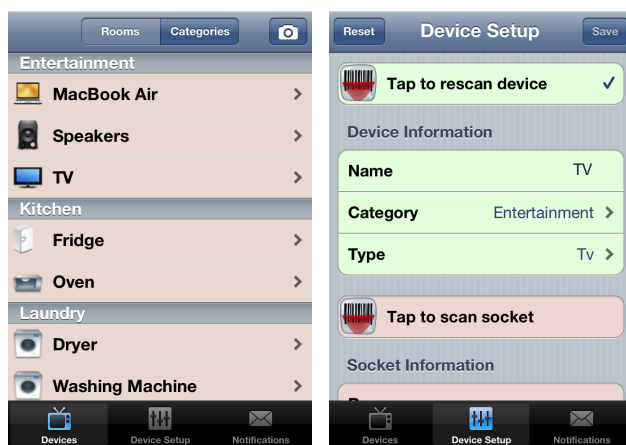 Rooms Categories
Entertainment
MacBook Air
Speakers
TV
Kitchen
Fridge
Oven
Laundry
Dryer
Washing Machine
Devices Device Setup Notifications
Reset Device Setup Save
Tap to rescan device
Device Information
Name TV
Category Entertainment
Type Tv
Tap to scan socket
Socket Information
Devices Device Setup Notifications